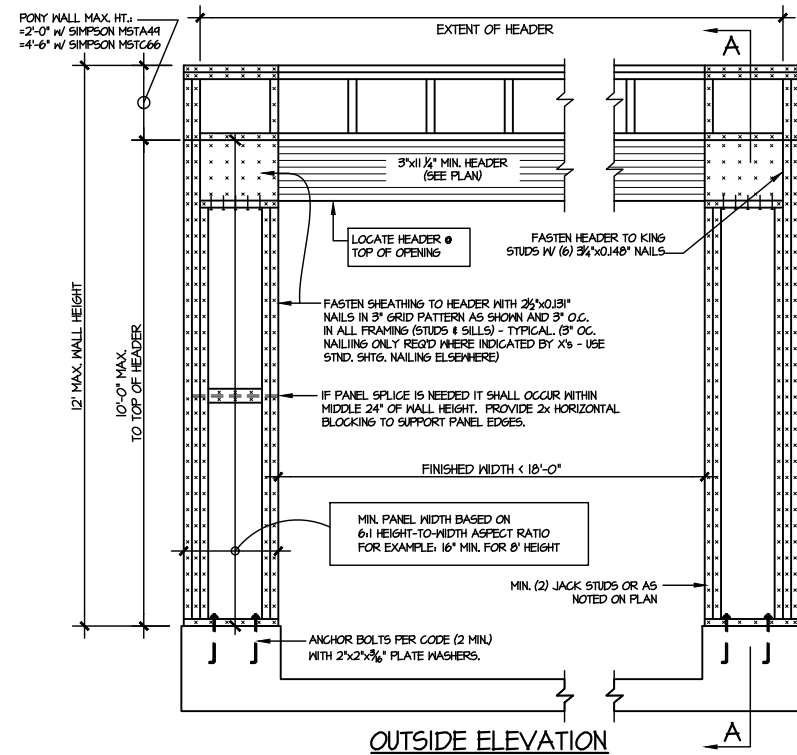 PONY WALL MAX. HT.:
=2'-0" W/ SIMPSON MSTA49
=4'-6" W/ SIMPSON MSTC66
EXTENT OF HEADER
A
3"x11 1/4" MIN. HEADER
(SEE PLAN)
LOCATE HEADER @
TOP OF OPENING
FASTEN HEADER TO KING
STUDS W/ (6) 3 1/4"x0.148" NAILS
FASTEN SHEATHING TO HEADER WITH 2 1/2"x0.131"
NAILS IN 3" GRID PATTERN AS SHOWN AND 3" O.C.
IN ALL FRAMING (STUDS & SILLS) - TYPICAL. (3" OC.
NAILIING ONLY REQ'D WHERE INDICATED BY X's - USE
STND. SHTG. NAILING ELSEWHERE)
12' MAX. WALL HEIGHT
10'-0" MAX.
TO TOP OF HEADER
IF PANEL SPLICE IS NEEDED IT SHALL OCCUR WITHIN
MIDDLE 24" OF WALL HEIGHT. PROVIDE 2x HORIZONTAL
BLOCKING TO SUPPORT PANEL EDGES.
FINISHED WIDTH < 18'-0"
MIN. PANEL WIDTH BASED ON
6:1 HEIGHT-TO-WIDTH ASPECT RATIO
FOR EXAMPLE: 16" MIN. FOR 8' HEIGHT
MIN. (2) JACK STUDS OR AS
NOTED ON PLAN
ANCHOR BOLTS PER CODE (2 MIN.)
WITH 2"x2"x3/16" PLATE WASHERS.
OUTSIDE ELEVATION
A